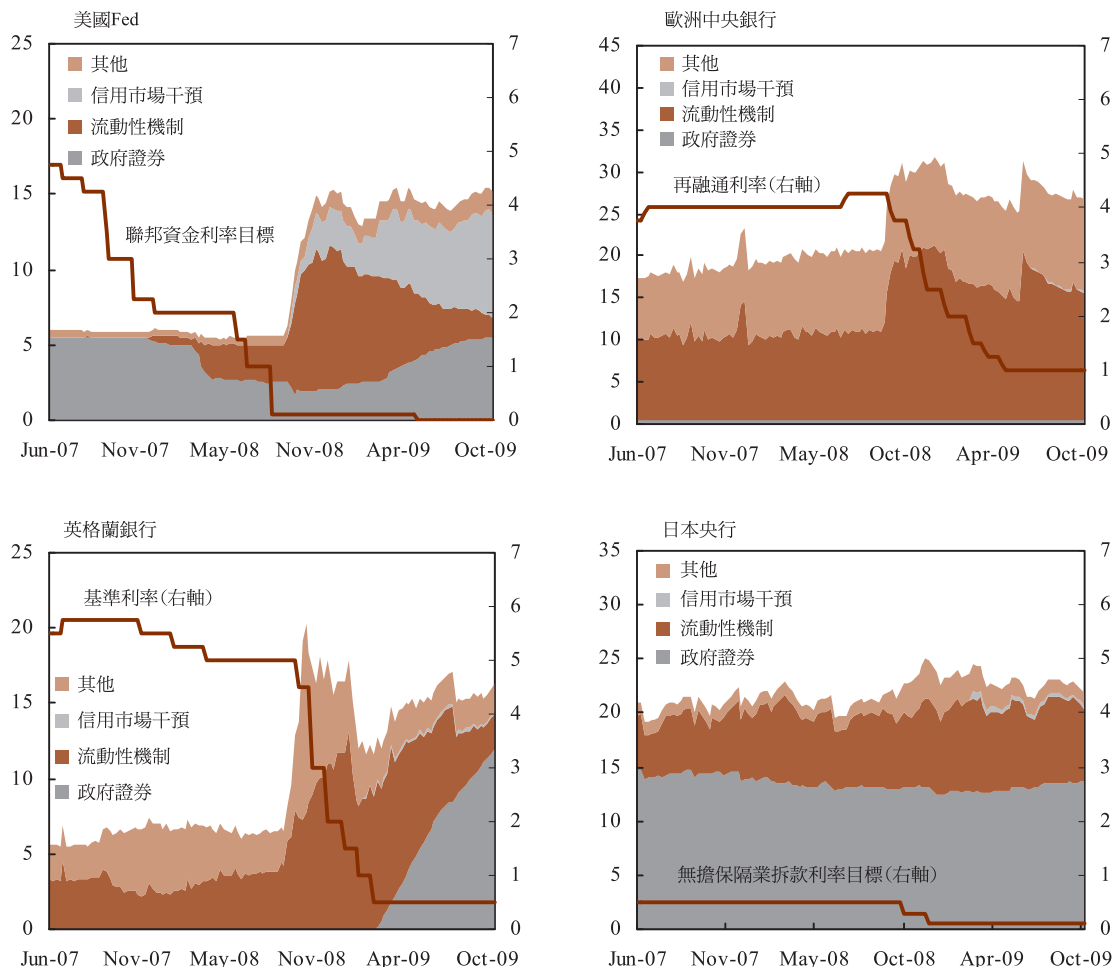 美國Fed
25
20
15
10
5
0
7
6
5
4
3
2
1
0
其他
信用市場干預
流動性機制
政府證券
聯邦資金利率目標
Jun-07 Nov-07 May-08 Nov-08 Apr-09 Oct-09
歐洲中央銀行
45
40
35
30
25
20
15
10
5
0
7
6
5
4
3
2
1
0
其他
信用市場干預
流動性機制
政府證券
再融通利率(右軸)
Jun-07 Nov-07 May-08 Oct-08 Apr-09 Oct-09
英格蘭銀行
25
20
15
10
5
0
7
6
5
4
3
2
1
0
基準利率(右軸)
其他
信用市場干預
流動性機制
政府證券
Jun-07 Nov-07 May-08 Nov-08 Apr-09 Oct-09
日本央行
35
30
25
20
15
10
5
0
7
6
5
4
3
2
1
0
其他
信用市場干預
流動性機制
政府證券
無擔保隔業拆款利率目標(右軸)
Jun-07 Nov-07 May-08 Oct-08 Apr-09 Oct-09